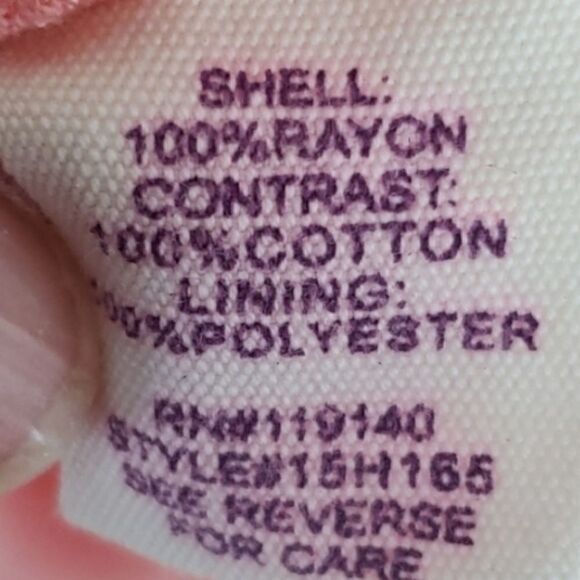 SHELL:
100%RAYON
CONTRAST:
100%COTTON
LINING:
100%POLYESTER
RN#119140
STYLE#15H165
SEE REVERSE
FOR CARE